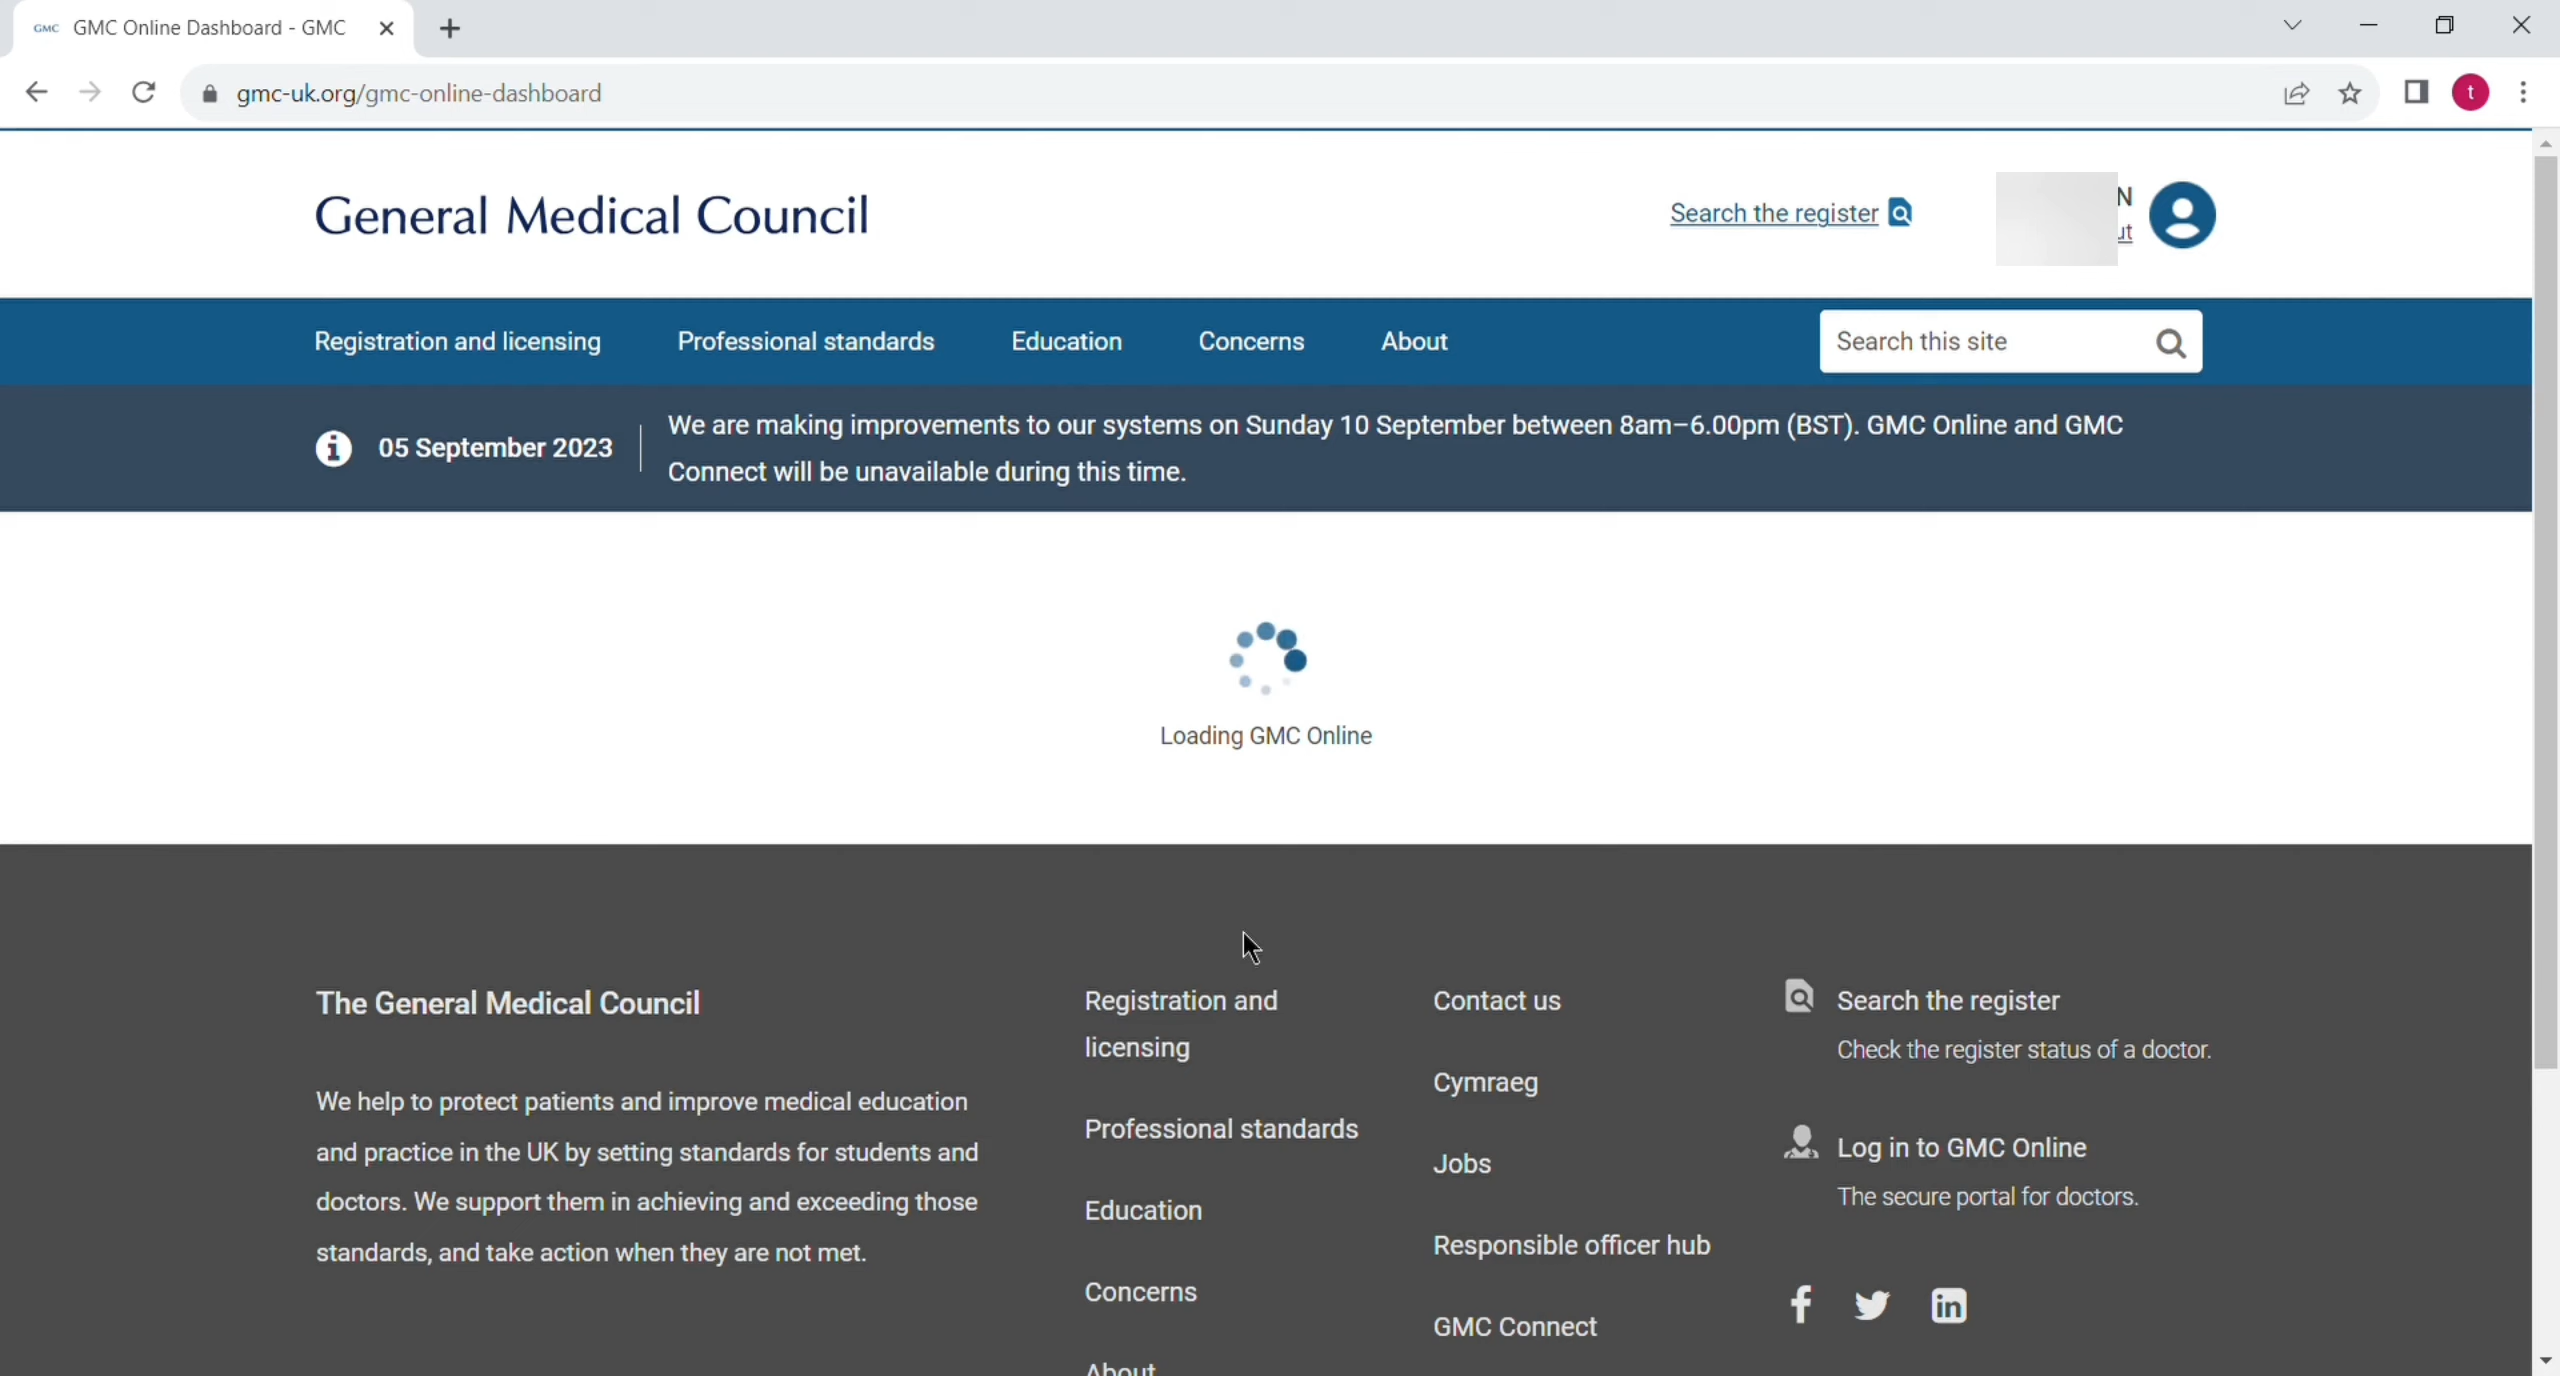 GMC GMC Online Dashboard - GMC
gmc-uk.org/gmc-online-dashboard
t
General Medical Council
Search the register
N
ut
Registration and licensing
Professional standards
Education
Concerns
About
Search this site
05 September 2023
We are making improvements to our systems on Sunday 10 September between 8am–6.00pm (BST). GMC Online and GMC
Connect will be unavailable during this time.
Loading GMC Online
The General Medical Council
We help to protect patients and improve medical education
and practice in the UK by setting standards for students and
doctors. We support them in achieving and exceeding those
standards, and take action when they are not met.
Registration and
licensing
Professional standards
Education
Concerns
About
Contact us
Cymraeg
Jobs
Responsible officer hub
GMC Connect
Search the register
Check the register status of a doctor.
Log in to GMC Online
The secure portal for doctors.